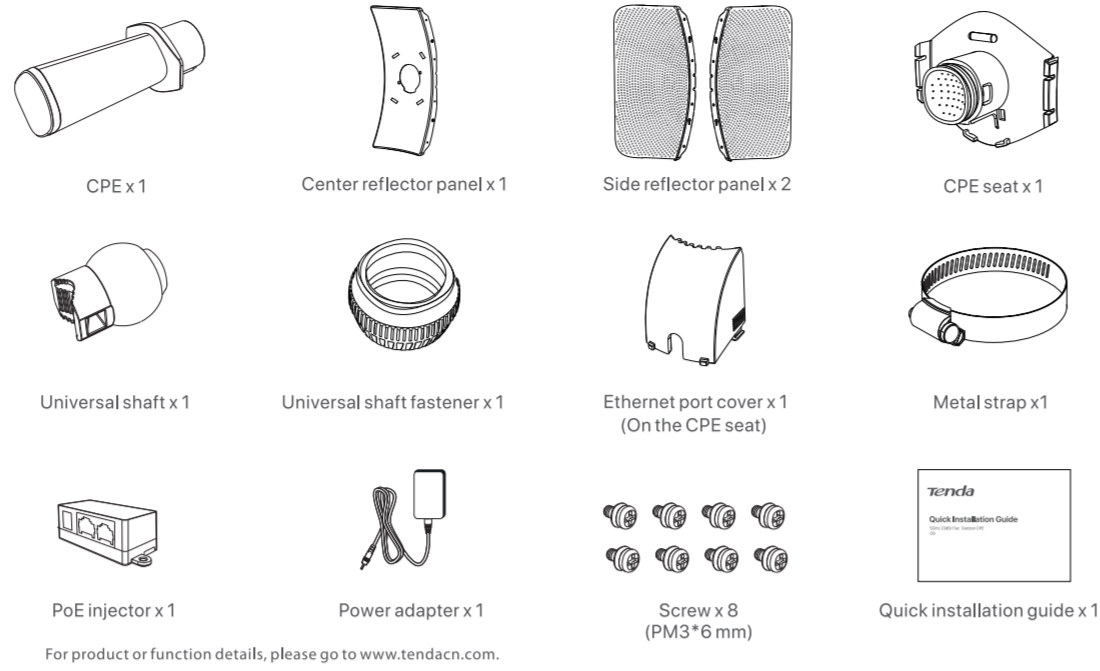 CPE x 1
Center reflector panel x 1
Side reflector panel x 2
CPE seat x 1
Universal shaft x 1
Universal shaft fastener x 1
Ethernet port cover x 1
(On the CPE seat)
Metal strap x1
Tenda
Quick Installation Guide
PoE injector x 1
Power adapter x 1
Screw x 8
(PM3*6 mm)
Quick installation guide x 1
For product or function details, please go to www.tendacn.com.